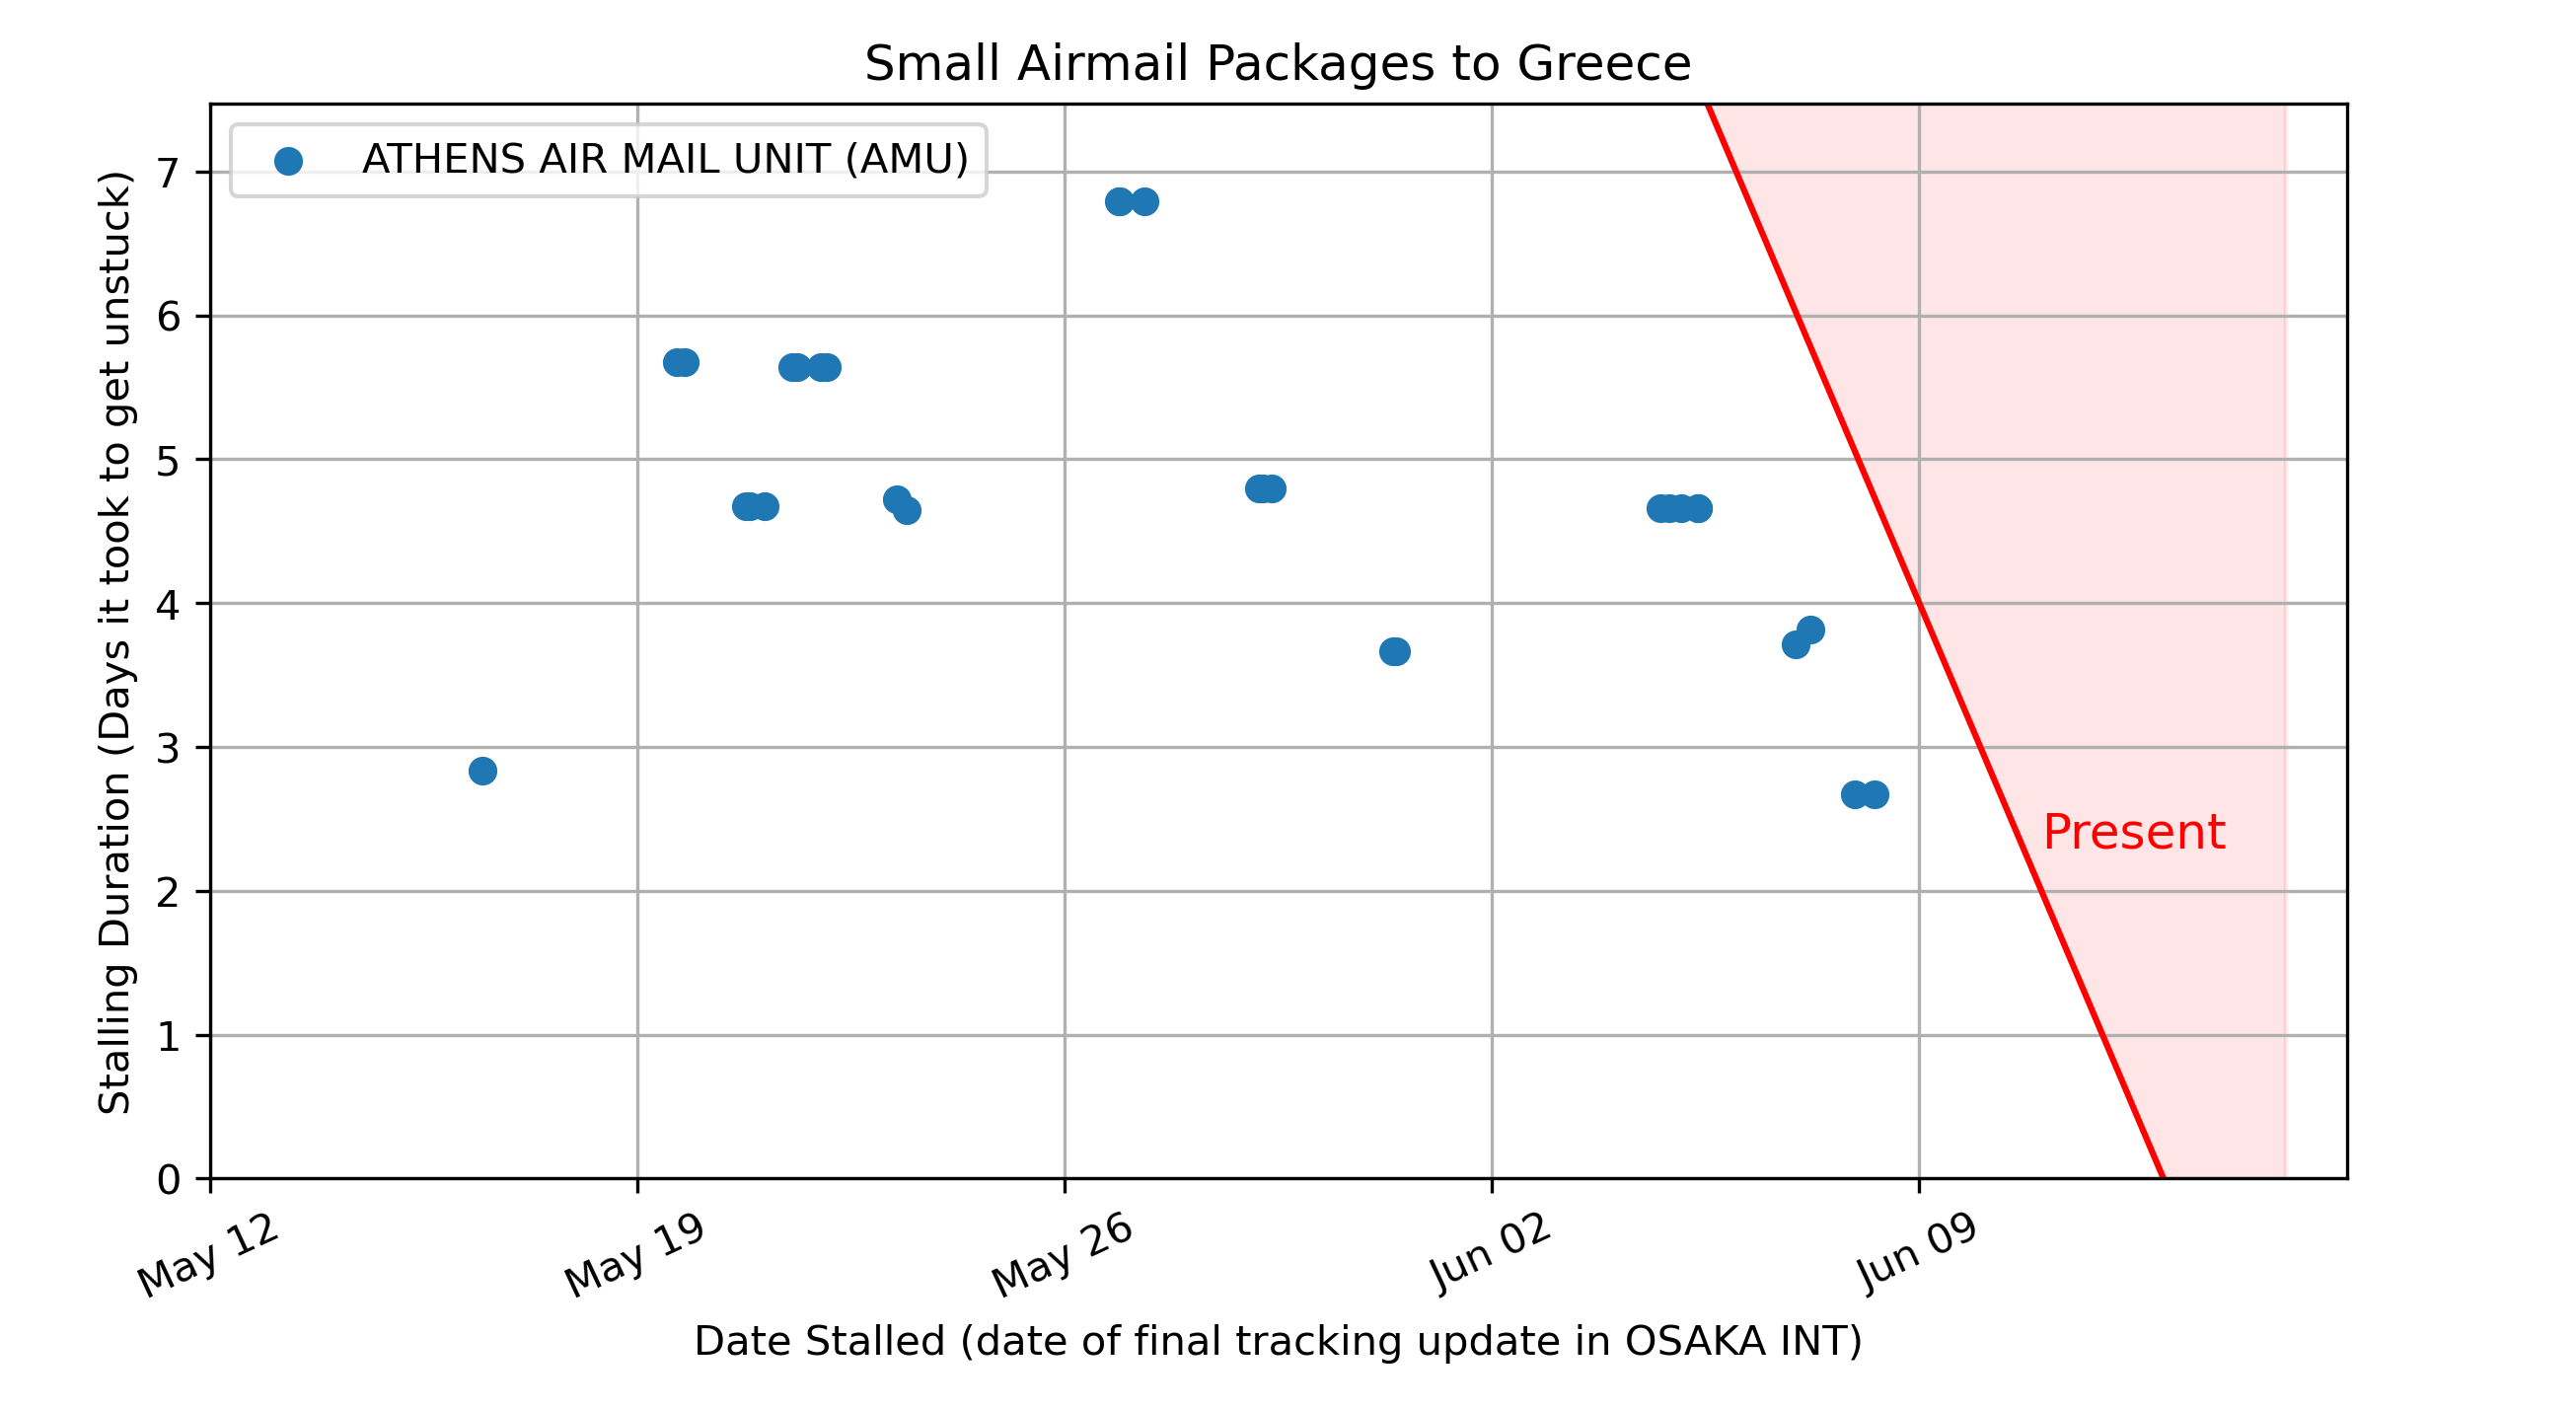 Small Airmail Packages to Greece
ATHENS AIR MAIL UNIT (AMU)
Stalling Duration (Days it took to get unstuck)
7
6
5
4
3
2
1
0
Present
May 12
May 19
May 26
Jun 02
Jun 09
Date Stalled (date of final tracking update in OSAKA INT)